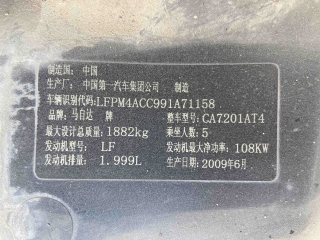 制造国: 中国
生产厂: 中国第一汽车集团公司 制造
车辆识别代码:LFPM4ACC991A71158
品牌: 马自达 牌 整车型号: CA7201AT4
最大设计总质量: 1882kg 乘坐人数: 5
发动机型号: LF 发动机最大净功率: 108KW
发动机排量: 1.999L 生产日期: 2009年6月